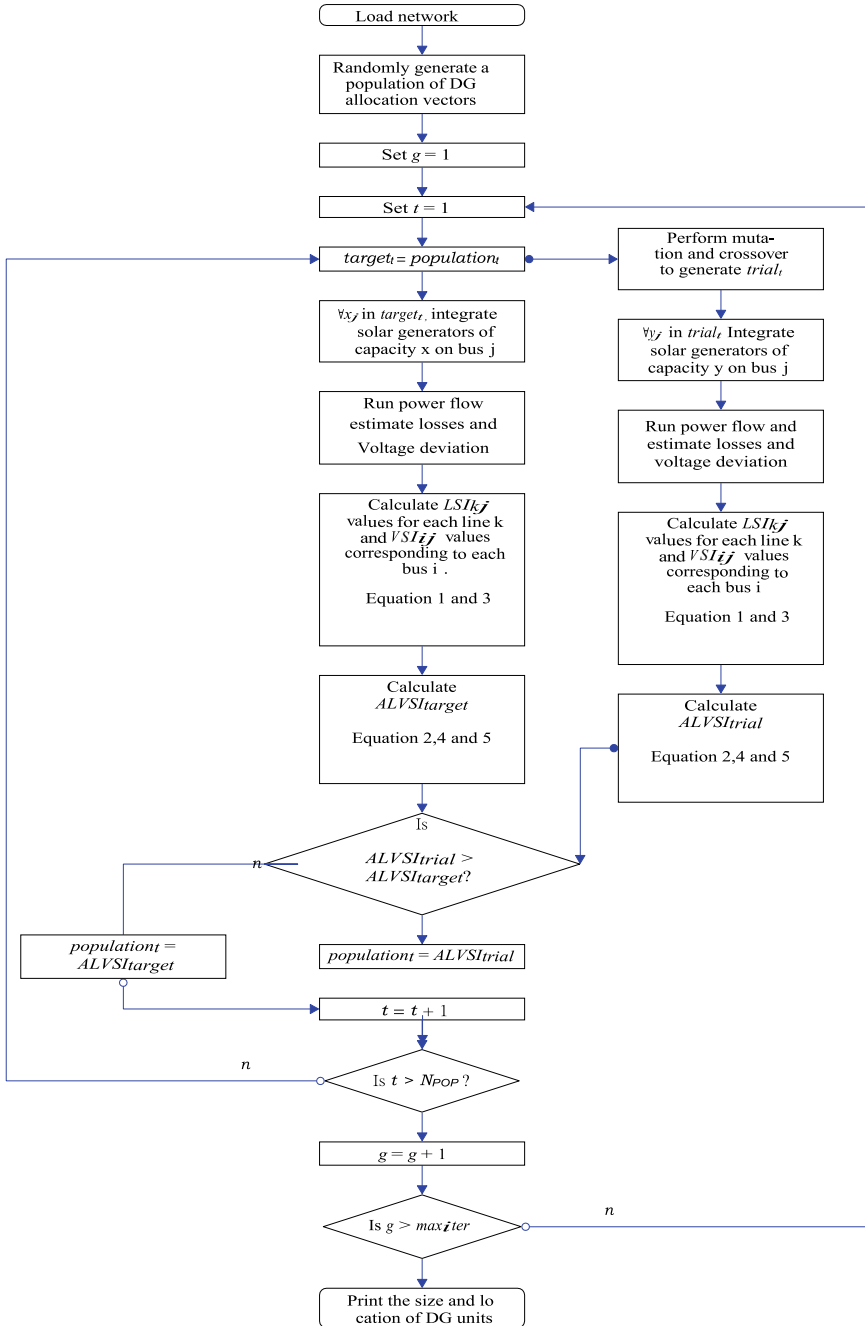 Load network
Randomly generate a
population of DG
allocation vectors
Set g = 1
Set t = 1
targett = populationt
Perform muta-
tion and crossover
to generate trialt
∀xj in targett, integrate
solar generators of
capacity x on bus j
∀yj in trialt Integrate
solar generators of
capacity y on bus j
Run power flow
estimate losses and
Voltage deviation
Run power flow and
estimate losses and
voltage deviation
Calculate LSIkj
values for each line k
and VSIij values
corresponding to each
bus i .
Equation 1 and 3
Calculate LSIkj
values for each line k
and VSIij values
corresponding to
each bus i
Equation 1 and 3
Calculate
ALVSItarget
Equation 2,4 and 5
Calculate
ALVSItrial
Equation 2,4 and 5
Is
ALVSItrial >
ALVSItarget?
n
populationt =
ALVSItarget
populationt = ALVSItrial
t = t + 1
n
Is t > NPOP ?
g = g + 1
Is g > maxiter
n
Print the size and lo
cation of DG units